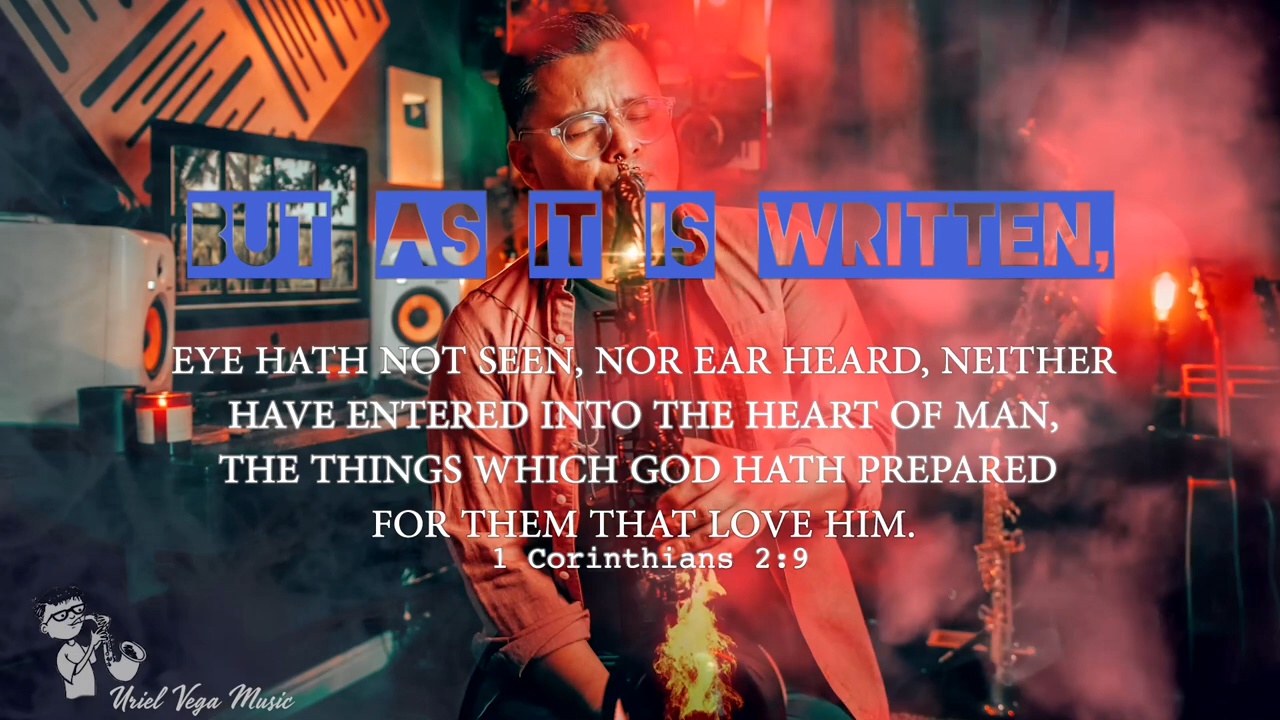 BUT AS IT IS WRITTEN,
EYE HATH NOT SEEN, NOR EAR HEARD, NEITHER
HAVE ENTERED INTO THE HEART OF MAN,
THE THINGS WHICH GOD HATH PREPARED
FOR THEM THAT LOVE HIM.
1 Corinthians 2:9
Uriel Vega Music